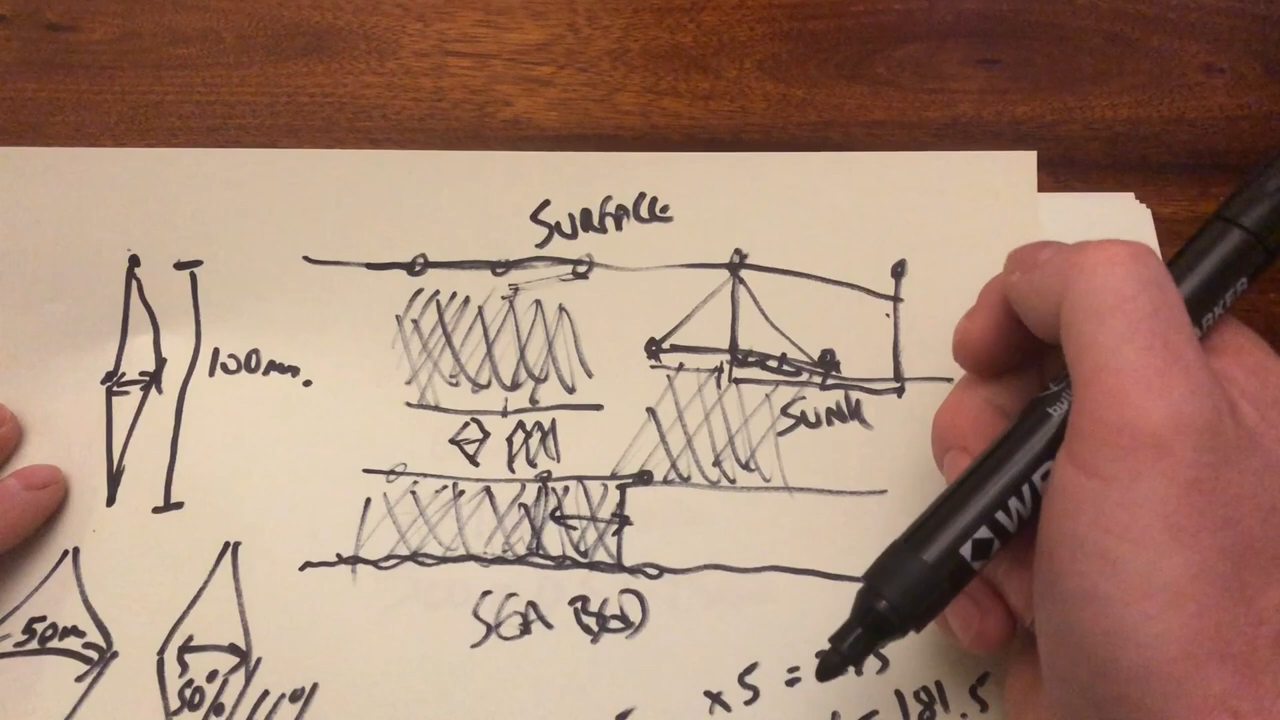 SURFACE
100m.
SUNK
SEA BED
50m
50%
x5 =
181.5